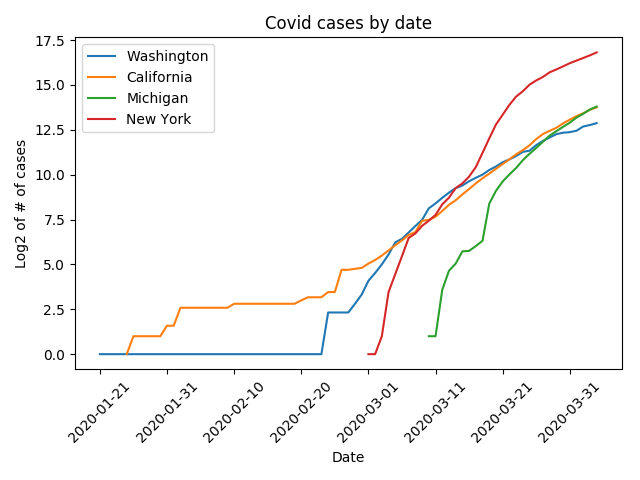 Covid cases by date
Washington
California
Michigan
New York
17.5
15.0
12.5
10.0
7.5
5.0
2.5
0.0
Log2 of # of cases
2020-01-21
2020-01-31
2020-02-10
2020-02-20
2020-03-01
2020-03-11
2020-03-21
2020-03-31
Date